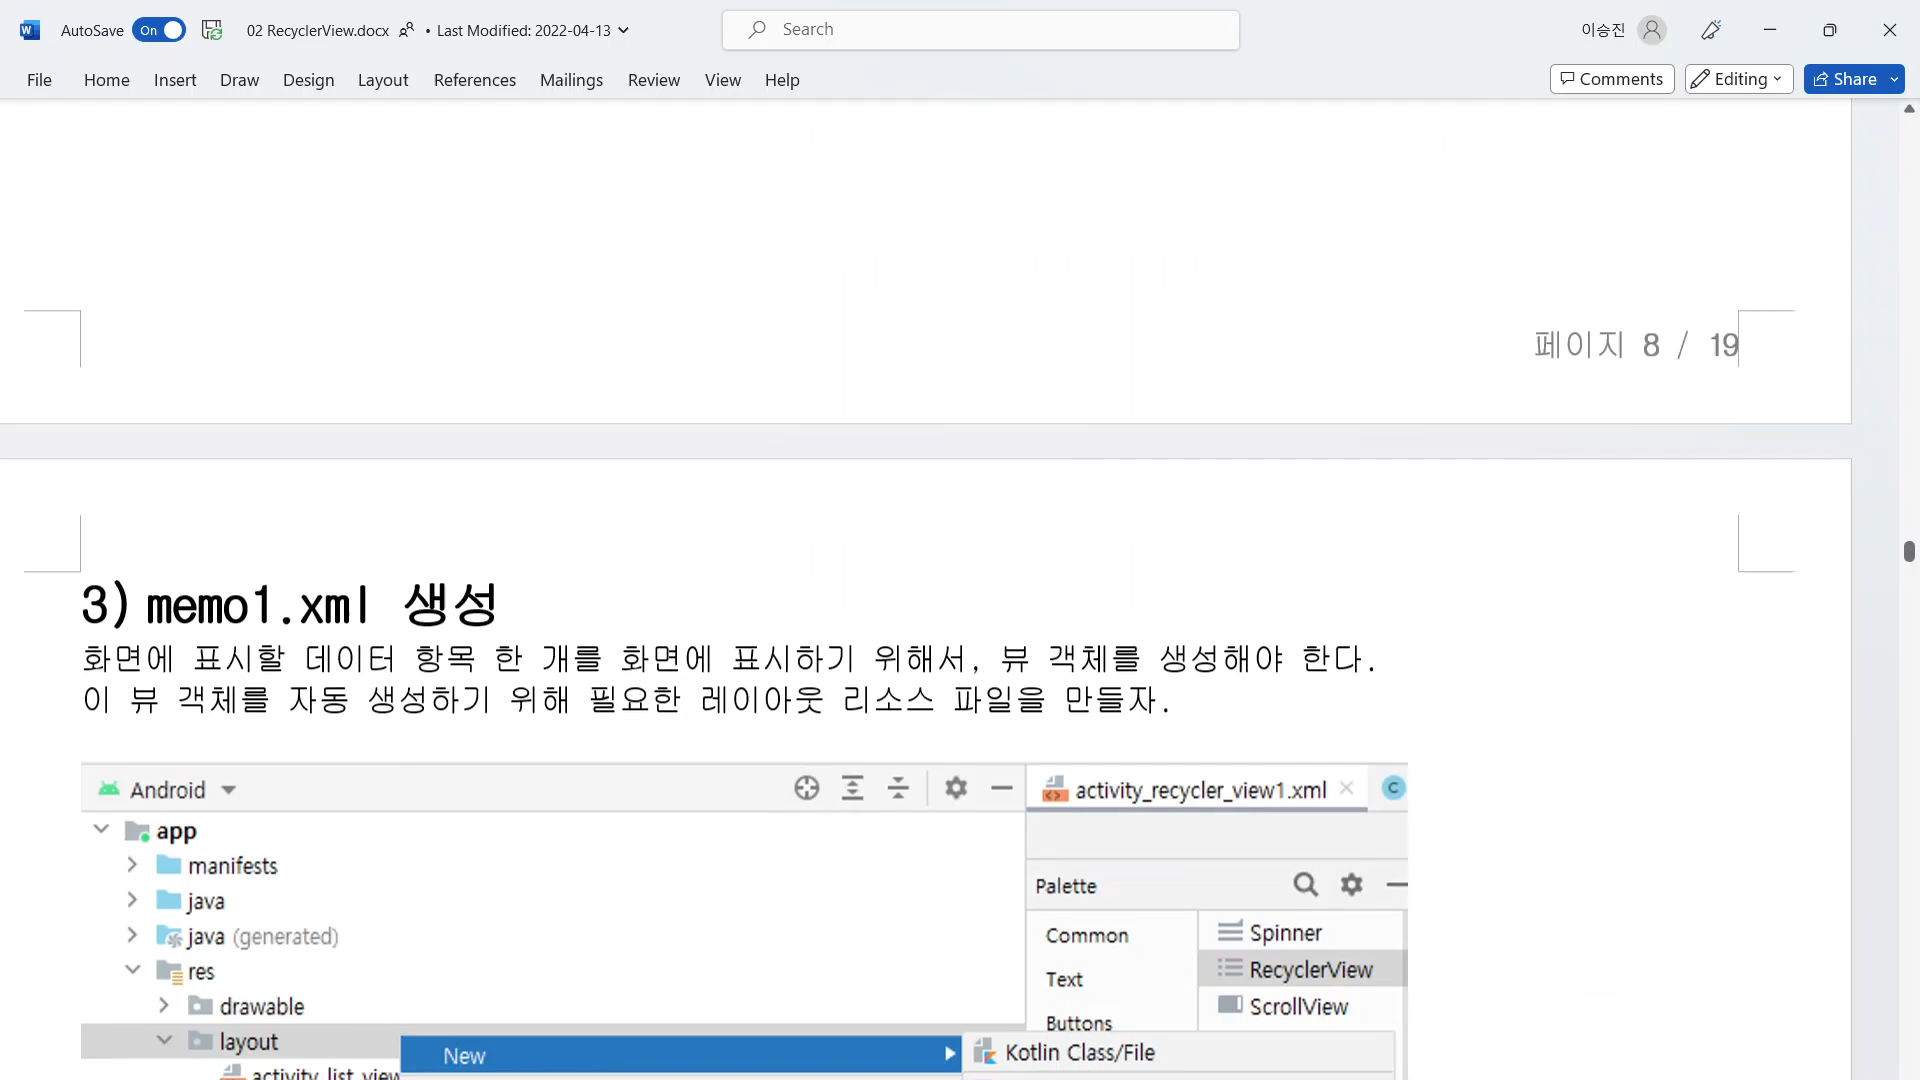 AutoSave On 02 RecyclerView.docx • Last Modified: 2022-04-13 Search 이승진
File Home Insert Draw Design Layout References Mailings Review View Help Comments Editing Share
페이지 8 / 19
3) memo1.xml 생성
화면에 표시할 데이터 항목 한 개를 화면에 표시하기 위해서, 뷰 객체를 생성해야 한다.
이 뷰 객체를 자동 생성하기 위해 필요한 레이아웃 리소스 파일을 만들자.
Android activity_recycler_view1.xml C
app
manifests
Palette
java
Common Spinner
java (generated)
res RecyclerView
Text
drawable ScrollView
Buttons
layout
New Kotlin Class/File
activity_list_view